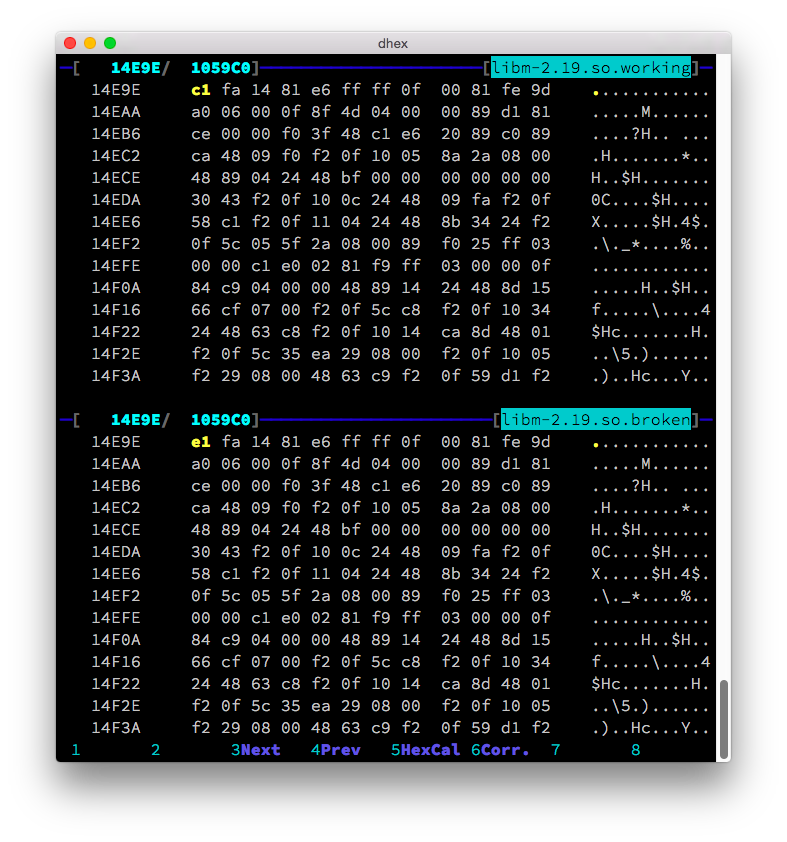 dhex
[ 14E9E/ 1059C0] [libm-2.19.so.working]
14E9E c1 fa 14 81 e6 ff ff 0f 00 81 fe 9d ............
14EAA a0 06 00 0f 8f 4d 04 00 00 89 d1 81 .....M......
14EB6 ce 00 00 f0 3f 48 c1 e6 20 89 c0 89 ....?H.. ...
14EC2 ca 48 09 f0 f2 0f 10 05 8a 2a 08 00 .H.......*..
14ECE 48 89 04 24 48 bf 00 00 00 00 00 00 H..$H.......
14EDA 30 43 f2 0f 10 0c 24 48 09 fa f2 0f 0C....$H....
14EE6 58 c1 f2 0f 11 04 24 48 8b 34 24 f2 X.....$H.4$.
14EF2 0f 5c 05 5f 2a 08 00 89 f0 25 ff 03 .\._*....%..
14EFE 00 00 c1 e0 02 81 f9 ff 03 00 00 0f ............
14F0A 84 c9 04 00 00 48 89 14 24 48 8d 15 .....H..$H..
14F16 66 cf 07 00 f2 0f 5c c8 f2 0f 10 34 f.....\....4
14F22 24 48 63 c8 f2 0f 10 14 ca 8d 48 01 $Hc.......H.
14F2E f2 0f 5c 35 ea 29 08 00 f2 0f 10 05 ..\5.)......
14F3A f2 29 08 00 48 63 c9 f2 0f 59 d1 f2 .)..Hc...Y..
[ 14E9E/ 1059C0] [libm-2.19.so.broken]
14E9E e1 fa 14 81 e6 ff ff 0f 00 81 fe 9d ............
14EAA a0 06 00 0f 8f 4d 04 00 00 89 d1 81 .....M......
14EB6 ce 00 00 f0 3f 48 c1 e6 20 89 c0 89 ....?H.. ...
14EC2 ca 48 09 f0 f2 0f 10 05 8a 2a 08 00 .H.......*..
14ECE 48 89 04 24 48 bf 00 00 00 00 00 00 H..$H.......
14EDA 30 43 f2 0f 10 0c 24 48 09 fa f2 0f 0C....$H....
14EE6 58 c1 f2 0f 11 04 24 48 8b 34 24 f2 X.....$H.4$.
14EF2 0f 5c 05 5f 2a 08 00 89 f0 25 ff 03 .\._*....%..
14EFE 00 00 c1 e0 02 81 f9 ff 03 00 00 0f ............
14F0A 84 c9 04 00 00 48 89 14 24 48 8d 15 .....H..$H..
14F16 66 cf 07 00 f2 0f 5c c8 f2 0f 10 34 f.....\....4
14F22 24 48 63 c8 f2 0f 10 14 ca 8d 48 01 $Hc.......H.
14F2E f2 0f 5c 35 ea 29 08 00 f2 0f 10 05 ..\5.)......
14F3A f2 29 08 00 48 63 c9 f2 0f 59 d1 f2 .)..Hc...Y..
1 2 3Next 4Prev 5HexCal 6Corr. 7 8